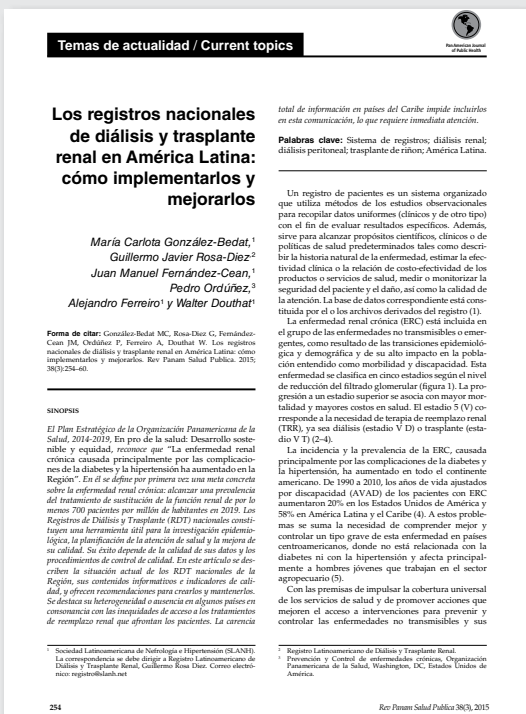 Temas de actualidad / Current topics
Pan American Journal
of Public Health
Los registros nacionales
de diálisis y trasplante
renal en América Latina:
cómo implementarlos y
mejorarlos
María Carlota González-Bedat,¹
Guillermo Javier Rosa-Diez²
Juan Manuel Fernández-Cean,¹
Pedro Ordúñez,³
Alejandro Ferreiro¹ y Walter Douthat¹
Forma de citar: González-Bedat MC, Rosa-Diez G, Fernández-
Cean JM, Ordúñez P, Ferreiro A, Douthat W. Los registros
nacionales de diálisis y trasplante renal en América Latina: cómo
implementarlos y mejorarlos. Rev Panam Salud Publica. 2015;
38(3):254–60.
SINOPSIS
El Plan Estratégico de la Organización Panamericana de la
Salud, 2014-2019, En pro de la salud: Desarrollo soste-
nible y equidad, reconoce que “La enfermedad renal
crónica causada principalmente por las complicacio-
nes de la diabetes y la hipertensión ha aumentado en la
Región”. En él se define por primera vez una meta concreta
sobre la enfermedad renal crónica: alcanzar una prevalencia
del tratamiento de sustitución de la función renal de por lo
menos 700 pacientes por millón de habitantes en 2019. Los
Registros de Diálisis y Trasplante (RDT) nacionales consti-
tuyen una herramienta útil para la investigación epidemio-
lógica, la planificación de la atención de salud y la mejora de
su calidad. Su éxito depende de la calidad de sus datos y los
procedimientos de control de calidad. En este artículo se des-
criben la situación actual de los RDT nacionales de la
Región, sus contenidos informativos e indicadores de cali-
dad, y ofrecen recomendaciones para crearlos y mantenerlos.
Se destaca su heterogeneidad o ausencia en algunos países en
consonancia con las inequidades de acceso a los tratamientos
de reemplazo renal que afrontan los pacientes. La carencia
total de información en países del Caribe impide incluirlos
en esta comunicación, lo que requiere inmediata atención.
Palabras clave: Sistema de registros; diálisis renal;
diálisis peritoneal; trasplante de riñon; América Latina.
Un registro de pacientes es un sistema organizado
que utiliza métodos de los estudios observacionales
para recopilar datos uniformes (clínicos y de otro tipo)
con el fin de evaluar resultados específicos. Además,
sirve para alcanzar propósitos científicos, clínicos o de
políticas de salud predeterminados tales como descri-
bir la historia natural de la enfermedad, estimar la efec-
tividad clínica o la relación de costo-efectividad de los
productos o servicios de salud, medir o monitorizar la
seguridad del paciente y el daño, así como la calidad de
la atención. La base de datos correspondiente está cons-
tituida por el o los archivos derivados del registro (1).
La enfermedad renal crónica (ERC) está incluida en
el grupo de las enfermedades no transmisibles o emer-
gentes, como resultado de las transiciones epidemioló-
gica y demográfica y de su alto impacto en la pobla-
ción entendido como morbilidad y discapacidad. Esta
enfermedad se clasifica en cinco estadios según el nivel
de reducción del filtrado glomerular (figura 1). La pro-
gresión a un estadio superior se asocia con mayor mor-
talidad y mayores costos en salud. El estadio 5 (V) co-
rresponde a la necesidad de terapia de reemplazo renal
(TRR), ya sea diálisis (estadio V D) o trasplante (esta-
dio V T) (2–4).
La incidencia y la prevalencia de la ERC, causada
principalmente por las complicaciones de la diabetes y
la hipertensión, ha aumentado en todo el continente
americano. De 1990 a 2010, los años de vida ajustados
por discapacidad (AVAD) de los pacientes con ERC
aumentaron 20% en los Estados Unidos de América y
58% en América Latina y el Caribe (4). A estos proble-
mas se suma la necesidad de comprender mejor y
controlar un tipo grave de esta enfermedad en países
centroamericanos, donde no está relacionada con la
diabetes ni con la hipertensión y afecta principal-
mente a hombres jóvenes que trabajan en el sector
agropecuario (5).
Con las premisas de impulsar la cobertura universal
de los servicios de salud y de promover acciones que
mejoren el acceso a intervenciones para prevenir y
controlar las enfermedades no transmisibles y sus
¹ Sociedad Latinoamericana de Nefrología e Hipertensión (SLANH).
La correspondencia se debe dirigir a Registro Latinoamericano de
Diálisis y Trasplante Renal, Guillermo Rosa Diez. Correo electró-
nico: registro@slanh.net
² Registro Latinoamericano de Diálisis y Trasplante Renal.
³ Prevención y Control de enfermedades crónicas, Organización
Panamericana de la Salud, Washington, DC, Estados Unidos de
América.
254
Rev Panam Salud Publica 38(3), 2015